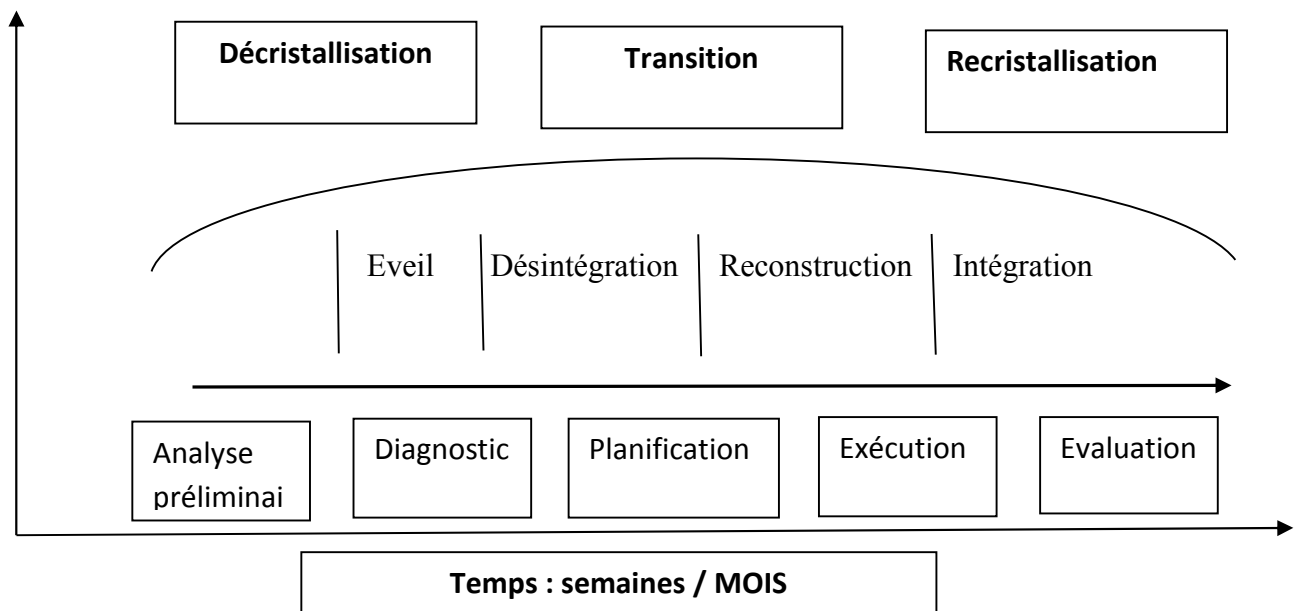 Décristallisation
Transition
Recristallisation
Eveil
Désintégration
Reconstruction
Intégration
Analyse
préliminai
Diagnostic
Planification
Exécution
Evaluation
Temps : semaines / MOIS